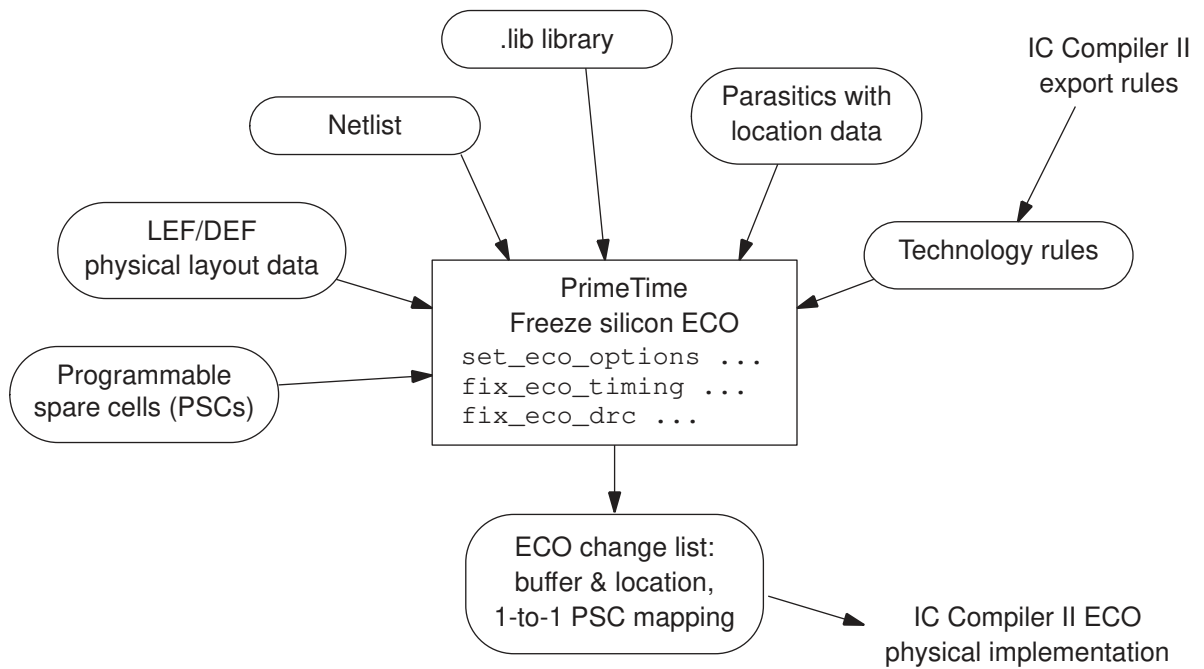 .lib library
IC Compiler II
export rules
Parasitics with
location data
Netlist
LEF/DEF
physical layout data
Technology rules
Programmable
spare cells (PSCs)
PrimeTime
Freeze silicon ECO
set_eco_options ...
fix_eco_timing ...
fix_eco_drc ...
ECO change list:
buffer & location,
1-to-1 PSC mapping
IC Compiler II ECO
physical implementation